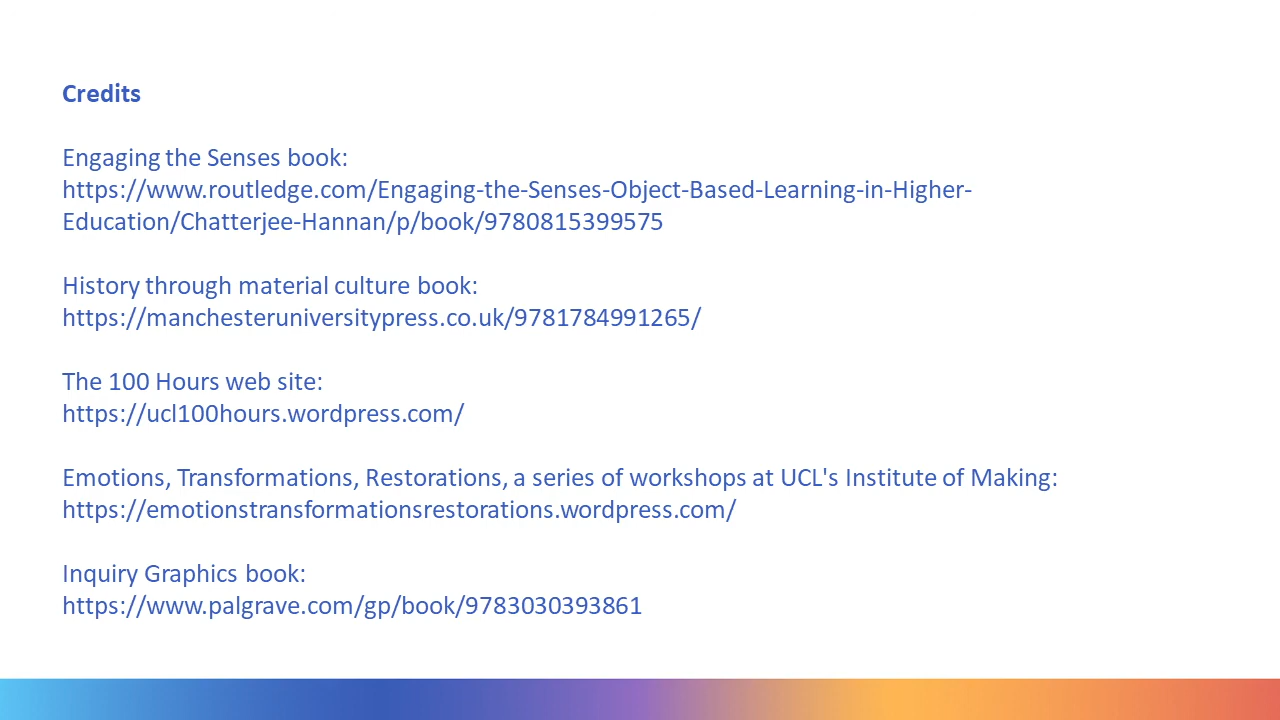 Credits
Engaging the Senses book:
https://www.routledge.com/Engaging-the-Senses-Object-Based-Learning-in-Higher-
Education/Chatterjee-Hannan/p/book/9780815399575
History through material culture book:
https://manchesteruniversitypress.co.uk/9781784991265/
The 100 Hours web site:
https://ucl100hours.wordpress.com/
Emotions, Transformations, Restorations, a series of workshops at UCL's Institute of Making:
https://emotionstransformationsrestorations.wordpress.com/
Inquiry Graphics book:
https://www.palgrave.com/gp/book/9783030393861